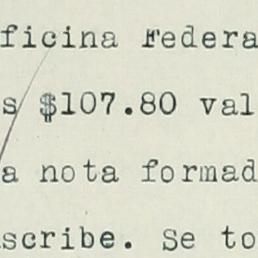 ficina Federa
s $107.80 val
a nota formad
scribe. Se to